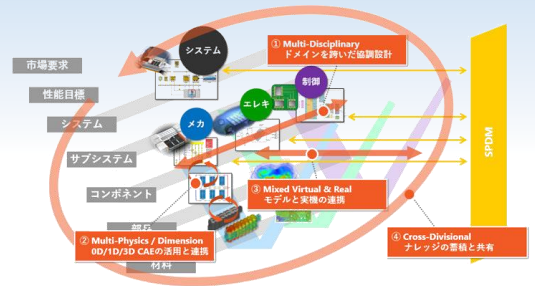 システム
① Multi-Disciplinary
ドメインを跨いだ協調設計
市場要求
性能目標
制御
エレキ
システム
メカ
サブシステム
SPDM
コンポーネント
③ Mixed Virtual & Real
モデルと実機の連携
② Multi-Physics / Dimension
0D/1D/3D CAEの活用と連携
④ Cross-Divisional
ナレッジの蓄積と共有
材料